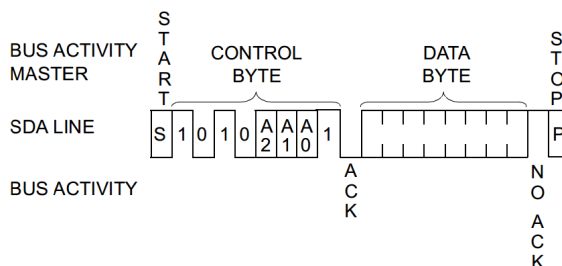 BUS ACTIVITY
MASTER
START
CONTROL
BYTE
DATA
BYTE
STOP
SDA LINE
S 1 0 1 0 A2 A1 A0 1 P
BUS ACTIVITY
ACK
NO ACK